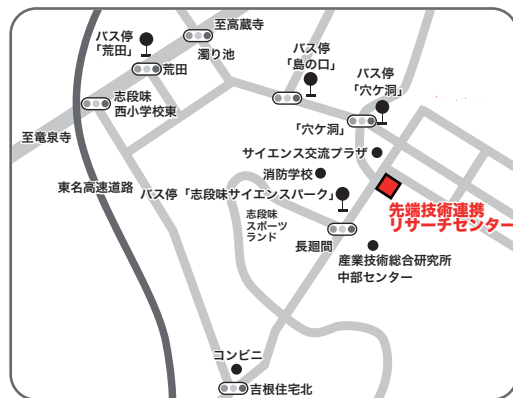 至高蔵寺
バス停
「荒田」
濁り池
荒田
バス停
「島の口」
バス停
「穴ケ洞」
志段味
西小学校東
「穴ケ洞」
至竜泉寺
サイエンス交流プラザ
消防学校
東名高速道路
バス停「志段味サイエンスパーク」
先端技術連携
リサーチセンター
志段味
スポーツ
ランド
長廻間
産業技術総合研究所
中部センター
コンビニ
吉根住宅北